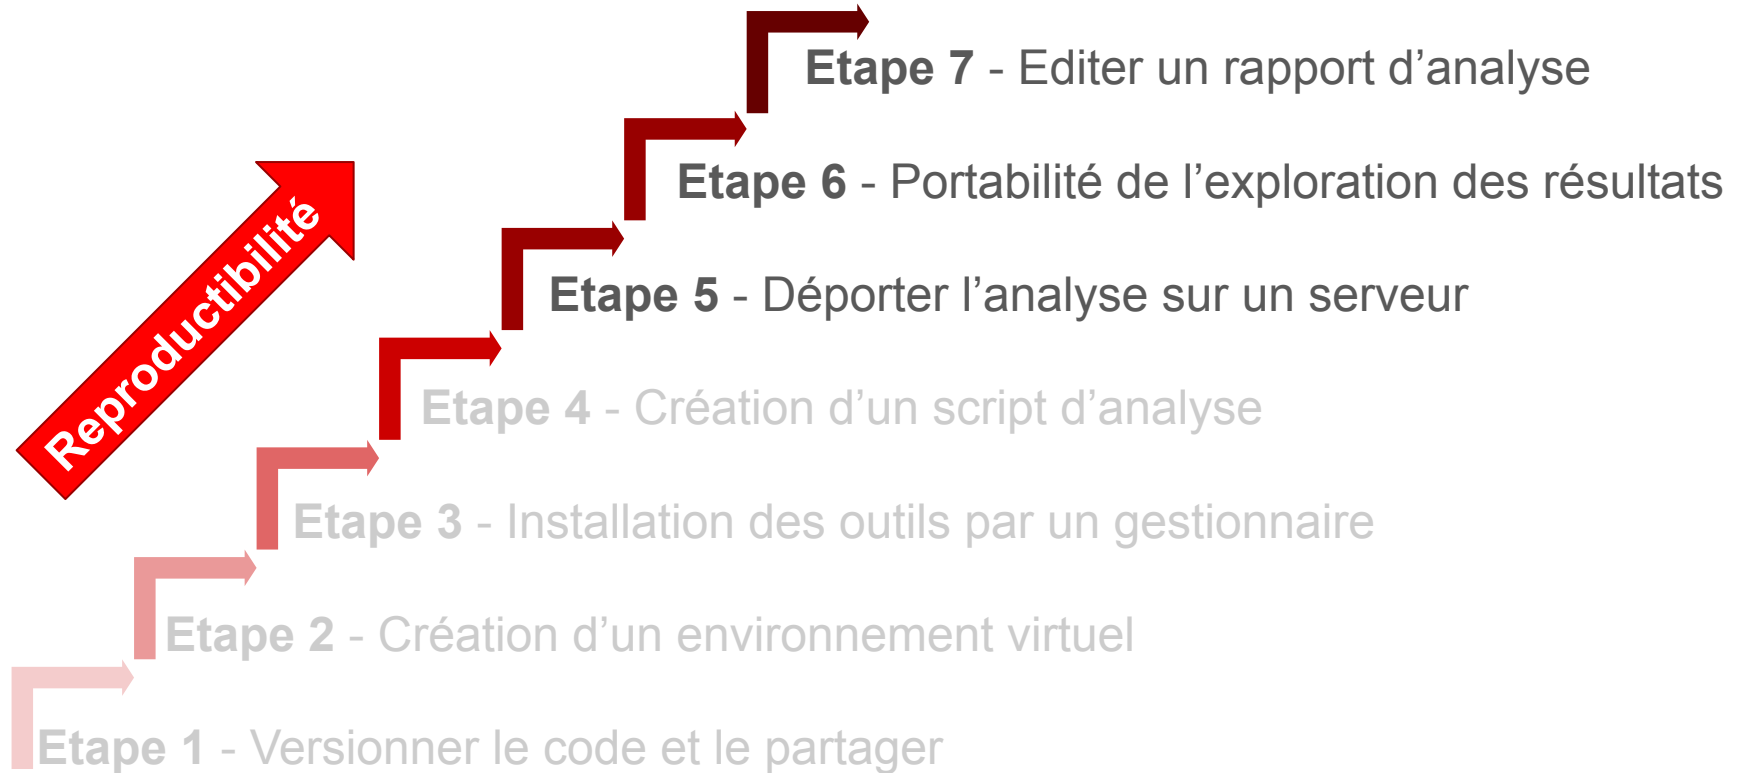 Etape 7 - Editer un rapport d’analyse
Etape 6 - Portabilité de l’exploration des résultats
Reproductibilité
Etape 5 - Déporter l’analyse sur un serveur
Etape 4 - Création d’un script d’analyse
Etape 3 - Installation des outils par un gestionnaire
Etape 2 - Création d’un environnement virtuel
Etape 1 - Versionner le code et le partager